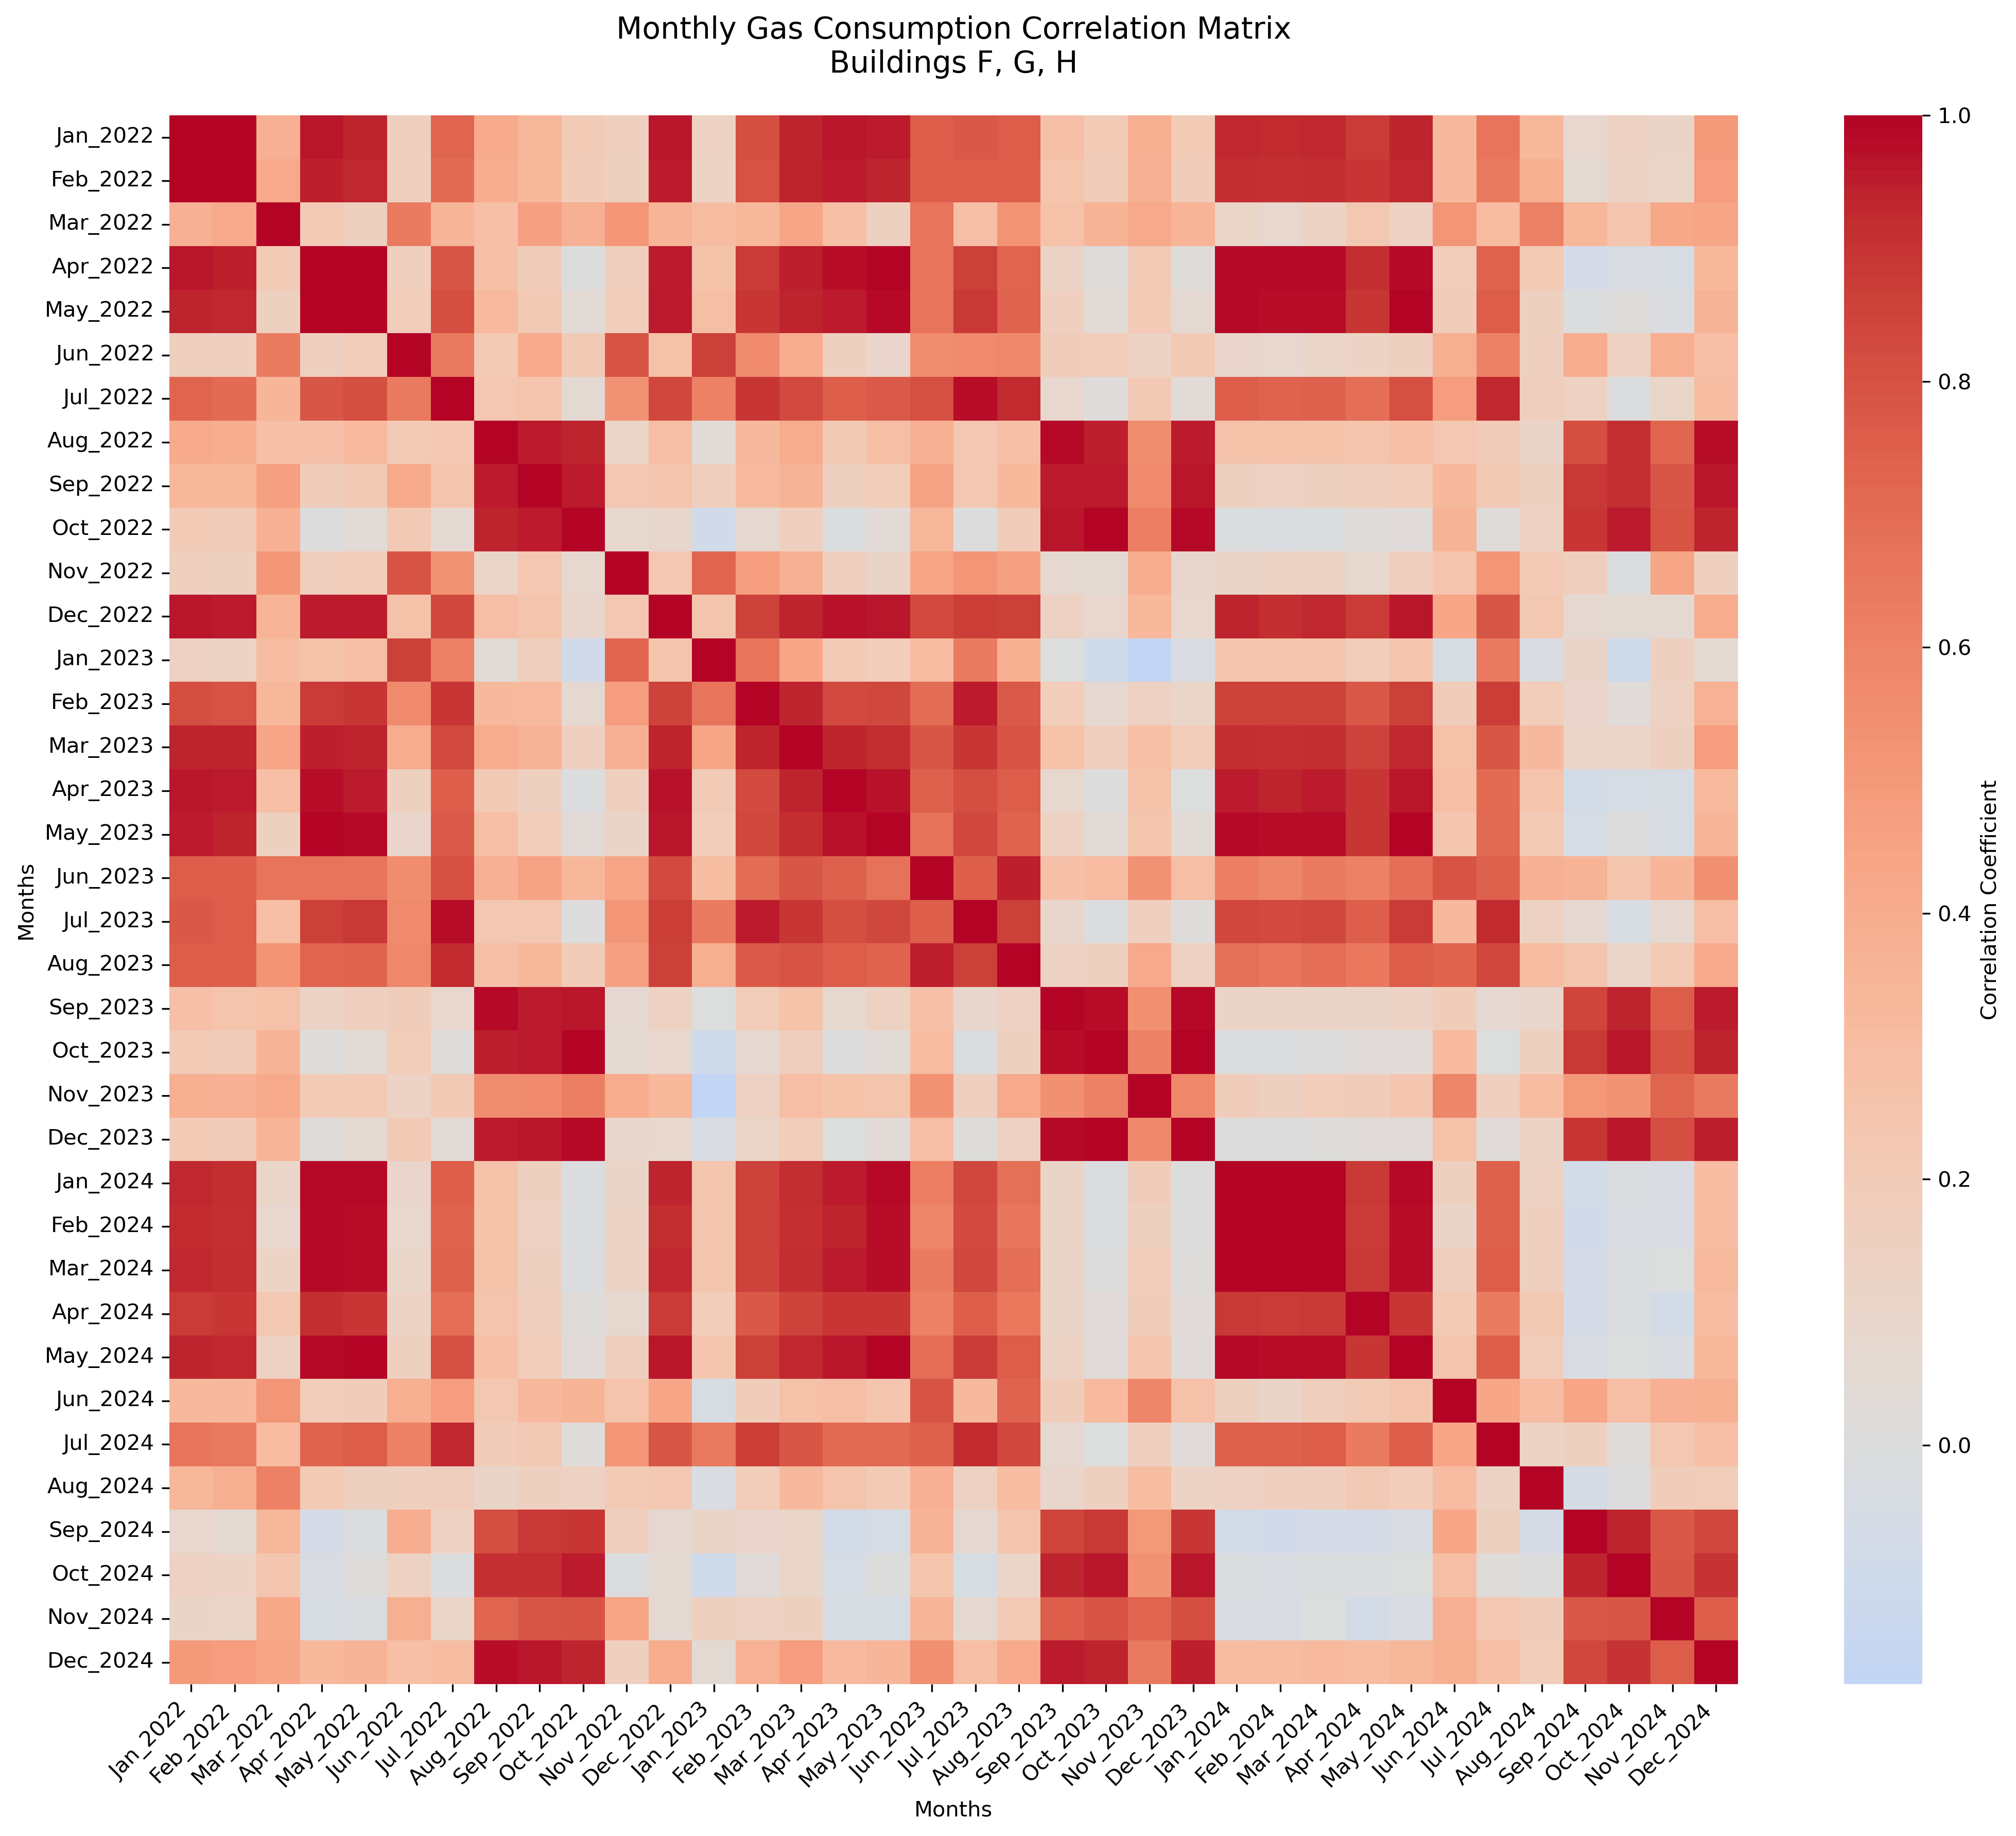 Monthly Gas Consumption Correlation Matrix
Buildings F, G, H
Months
Jan_2022
Feb_2022
Mar_2022
Apr_2022
May_2022
Jun_2022
Jul_2022
Aug_2022
Sep_2022
Oct_2022
Nov_2022
Dec_2022
Jan_2023
Feb_2023
Mar_2023
Apr_2023
May_2023
Jun_2023
Jul_2023
Aug_2023
Sep_2023
Oct_2023
Nov_2023
Dec_2023
Jan_2024
Feb_2024
Mar_2024
Apr_2024
May_2024
Jun_2024
Jul_2024
Aug_2024
Sep_2024
Oct_2024
Nov_2024
Dec_2024
Jan_2022
Feb_2022
Mar_2022
Apr_2022
May_2022
Jun_2022
Jul_2022
Aug_2022
Sep_2022
Oct_2022
Nov_2022
Dec_2022
Jan_2023
Feb_2023
Mar_2023
Apr_2023
May_2023
Jun_2023
Jul_2023
Aug_2023
Sep_2023
Oct_2023
Nov_2023
Dec_2023
Jan_2024
Feb_2024
Mar_2024
Apr_2024
May_2024
Jun_2024
Jul_2024
Aug_2024
Sep_2024
Oct_2024
Nov_2024
Dec_2024
Months
1.0
0.8
0.6
0.4
0.2
0.0
Correlation Coefficient